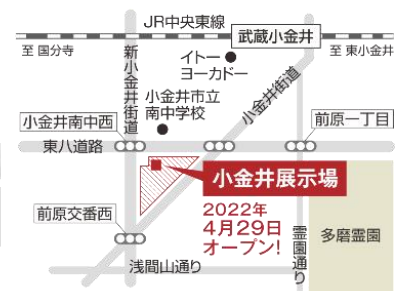 JR中央東線
武蔵小金井
至 国分寺
至 東小金井
新小金井街道
イトー
ヨーカドー
小金井街道
小金井市立
南中学校
小金井南中西
前原一丁目
東八道路
小金井展示場
2022年
4月29日
オープン!
前原交番西
霊園通り
多磨霊園
浅間山通り